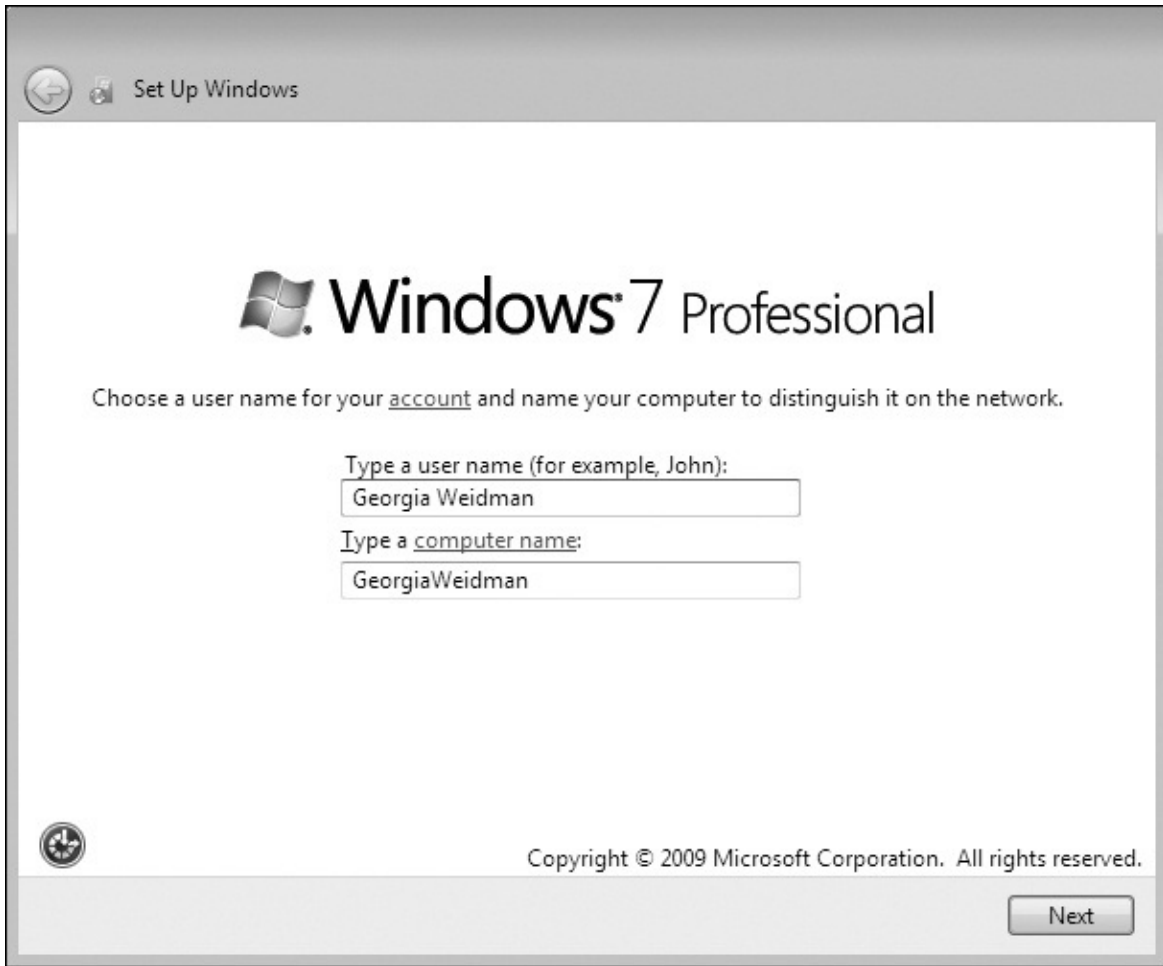 Set Up Windows
Windows® 7 Professional
Choose a user name for your account and name your computer to distinguish it on the network.
Type a user name (for example, John):
Georgia Weidman
Type a computer name:
GeorgiaWeidman
Copyright © 2009 Microsoft Corporation. All rights reserved.
Next